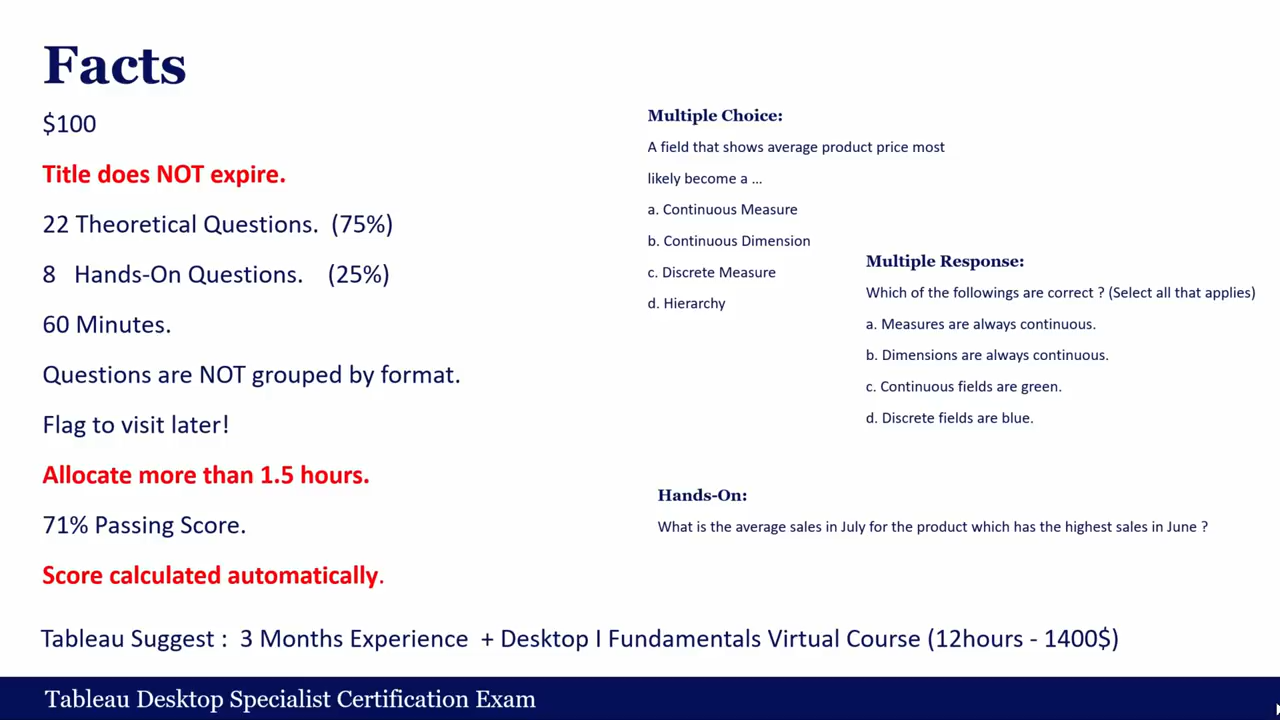 Facts
$100
Title does NOT expire.
22 Theoretical Questions. (75%)
8 Hands-On Questions. (25%)
60 Minutes.
Questions are NOT grouped by format.
Flag to visit later!
Allocate more than 1.5 hours.
71% Passing Score.
Score calculated automatically.
Multiple Choice:
A field that shows average product price most
likely become a ...
a. Continuous Measure
b. Continuous Dimension
c. Discrete Measure
d. Hierarchy
Multiple Response:
Which of the followings are correct ? (Select all that applies)
a. Measures are always continuous.
b. Dimensions are always continuous.
c. Continuous fields are green.
d. Discrete fields are blue.
Hands-On:
What is the average sales in July for the product which has the highest sales in June ?
Tableau Suggest : 3 Months Experience + Desktop I Fundamentals Virtual Course (12hours - 1400$)
Tableau Desktop Specialist Certification Exam